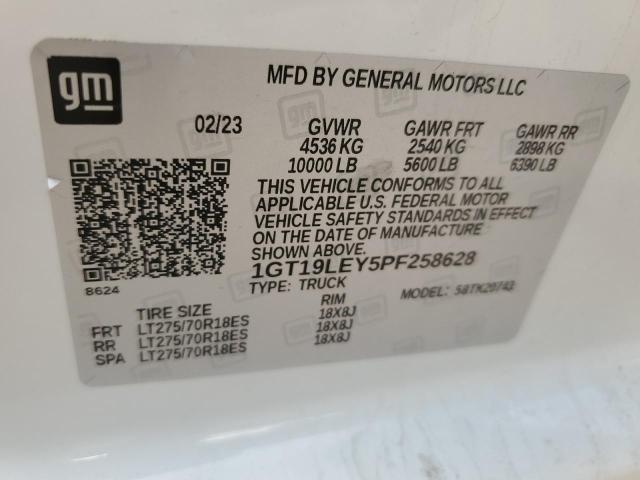 gm
MFD BY GENERAL MOTORS LLC
02/23 GVWR GAWR FRT GAWR RR
4536 KG 2540 KG 2898 KG
10000 LB 5600 LB 6390 LB
THIS VEHICLE CONFORMS TO ALL
APPLICABLE U.S. FEDERAL MOTOR
VEHICLE SAFETY STANDARDS IN EFFECT
ON THE DATE OF MANUFACTURE
SHOWN ABOVE.
1GT19LEY5PF258628
8624
TYPE: TRUCK MODEL:
TIRE SIZE RIM
FRT LT275/70R18ES 18X8J
RR LT275/70R18ES 18X8J
SPA LT275/70R18ES 18X8J